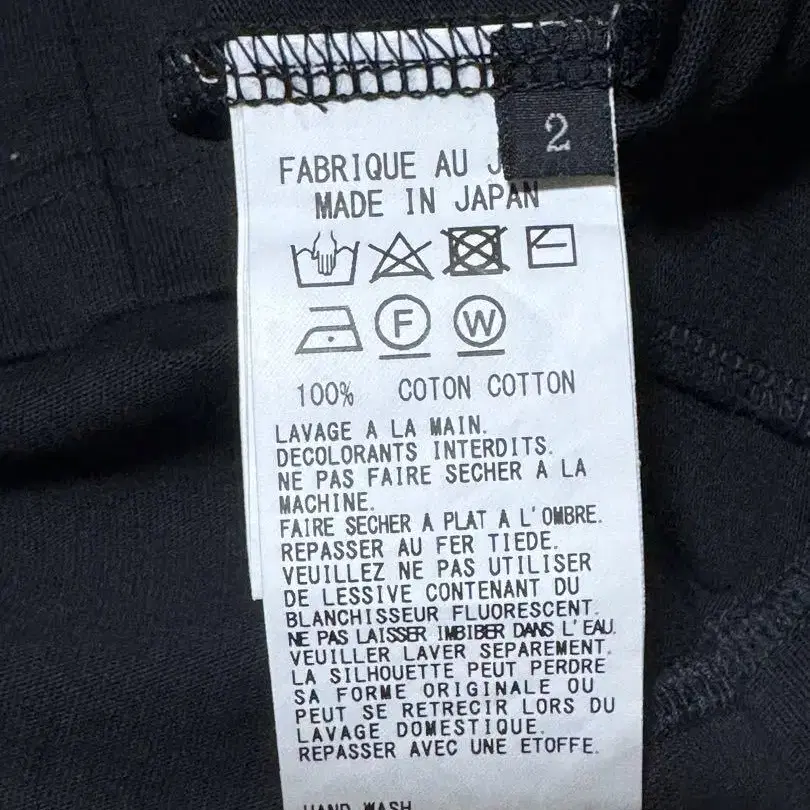 2
FABRIQUE AU
MADE IN JAPAN
F
W
100% COTON COTTON
LAVAGE A LA MAIN.
DECOLORANTS INTERDITS.
NE PAS FAIRE SECHER A LA
MACHINE.
FAIRE SECHER A PLAT A L'OMBRE.
REPASSER AU FER TIEDE.
VEUILLEZ NE PAS UTILISER
DE LESSIVE CONTENANT DU
BLANCHISSEUR FLUORESCENT.
NE PAS LAISSER IMBIBER DANS L'EAU.
VEUILLER LAVER SEPAREMENT.
LA SILHOUETTE PEUT PERDRE
SA FORME ORIGINALE OU
PEUT SE RETRECIR LORS DU
LAVAGE DOMESTIQUE.
REPASSER AVEC UNE ETOFFE.
HAND WASH